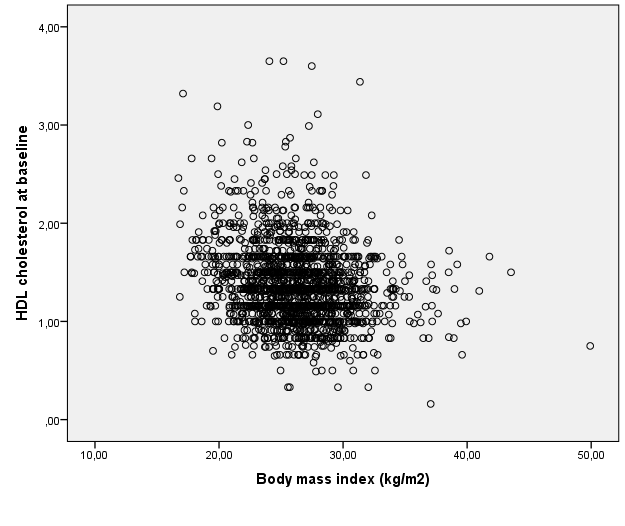 4,00
3,00
2,00
1,00
,00
HDL cholesterol at baseline
10,00 20,00 30,00 40,00 50,00
Body mass index (kg/m2)